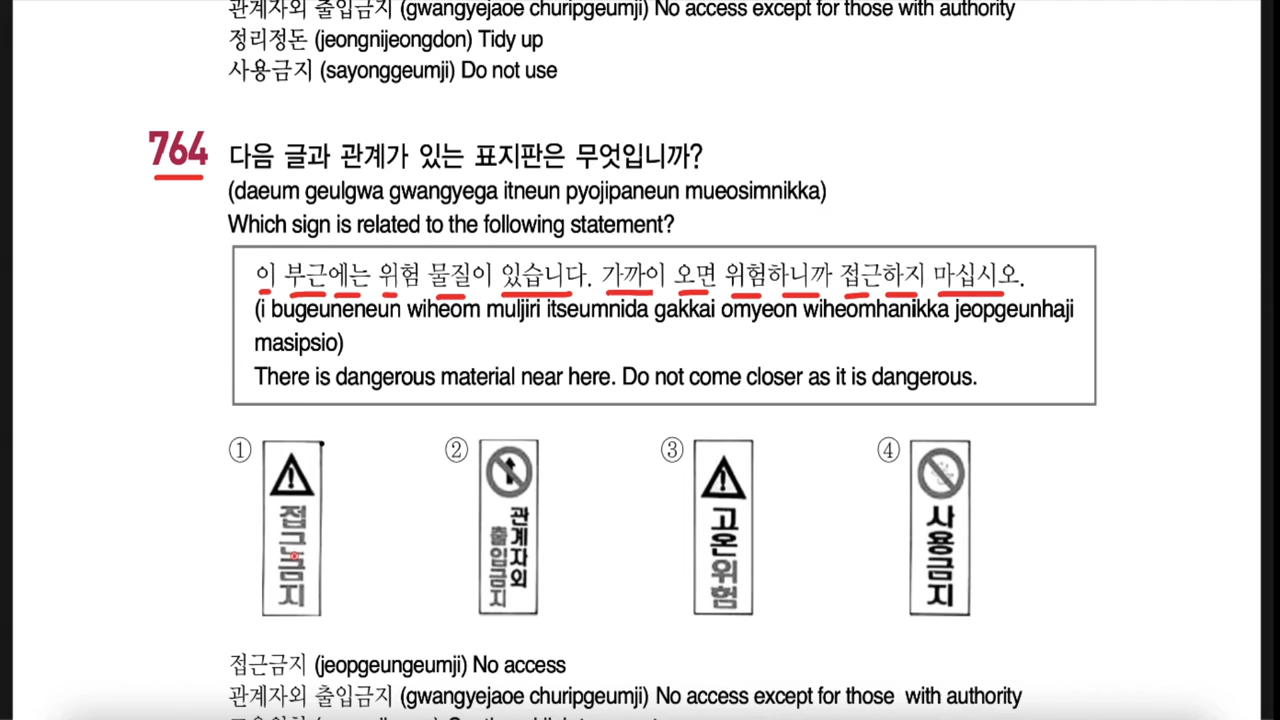 관계자외 출입금지 (gwangyejaoe churipgeumji) No access except for those with authority
정리정돈 (jeongnijeongdon) Tidy up
사용금지 (sayonggeumji) Do not use
764 다음 글과 관계가 있는 표지판은 무엇입니까?
(daeum geulgwa gwangyega itneun pyojipaneun mueosimnikka)
Which sign is related to the following statement?
이 부근에는 위험 물질이 있습니다. 가까이 오면 위험하니까 접근하지 마십시오.
(i bugeuneneun wiheom muljiri itseumnida gakkai omyeon wiheomhanikka jeopgeunhaji
masipsio)
There is dangerous material near here. Do not come closer as it is dangerous.
① 접근금지
② 관계자외
출입금지
③ 고온위험
④ 사용금지
접근금지 (jeopgeungeumji) No access
관계자외 출입금지 (gwangyejaoe churipgeumji) No access except for those with authority